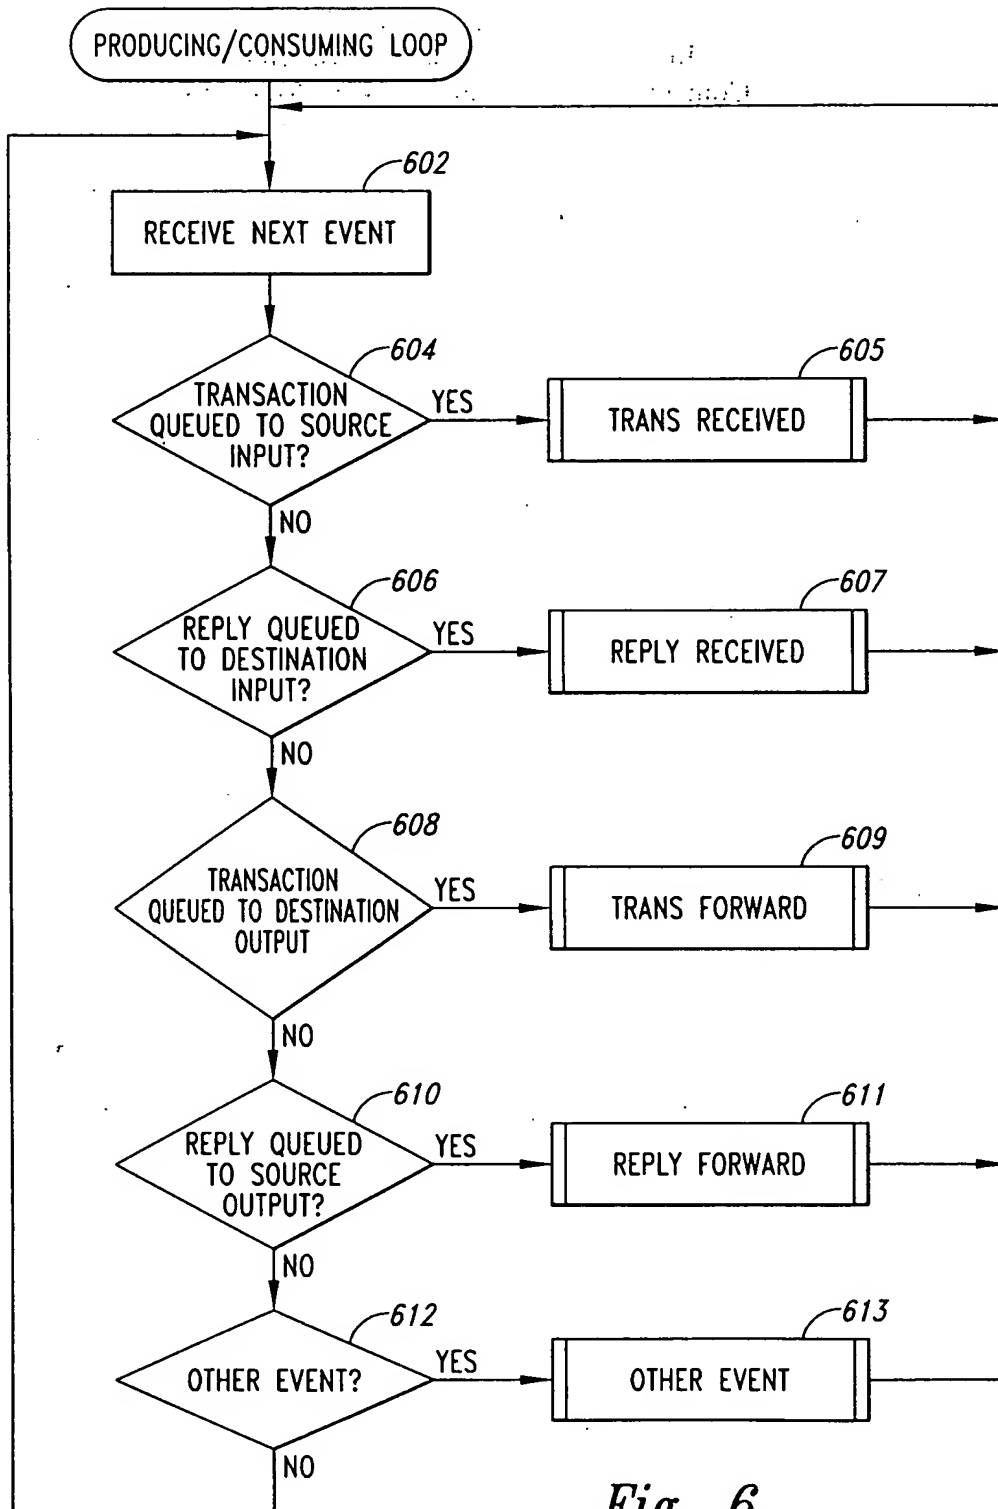 PRODUCING/CONSUMING LOOP
602
RECEIVE NEXT EVENT
604
TRANSACTION
QUEUED TO SOURCE
INPUT?
YES
605
TRANS RECEIVED
NO
606
REPLY QUEUED
TO DESTINATION
INPUT?
YES
607
REPLY RECEIVED
NO
608
TRANSACTION
QUEUED TO DESTINATION
OUTPUT
YES
609
TRANS FORWARD
NO
610
REPLY QUEUED
TO SOURCE
OUTPUT?
YES
611
REPLY FORWARD
NO
612
OTHER EVENT?
YES
613
OTHER EVENT
NO
Fig. 6